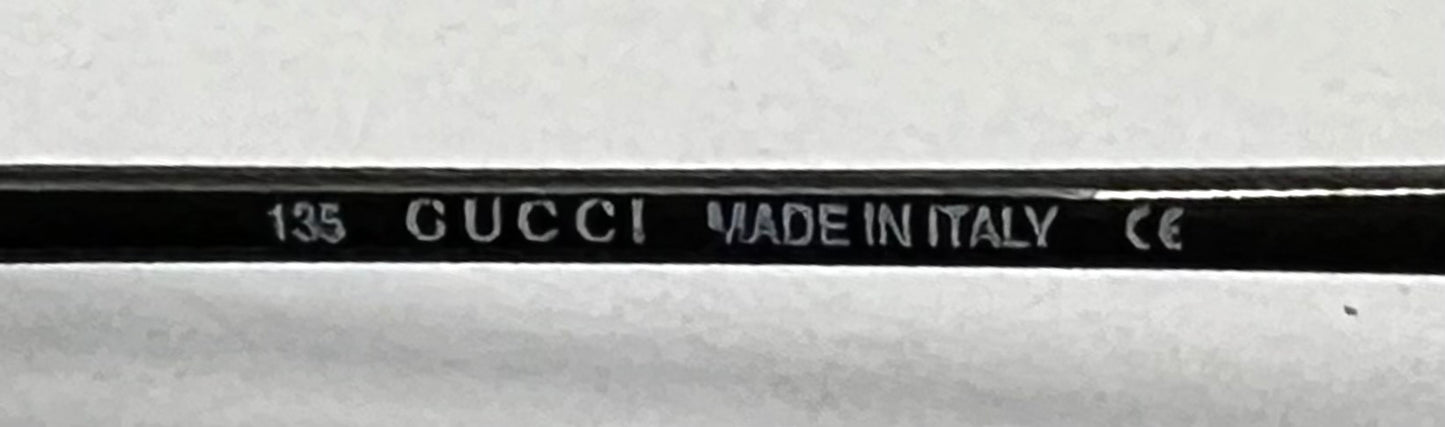 135 GUCCI MADE IN ITALY CE